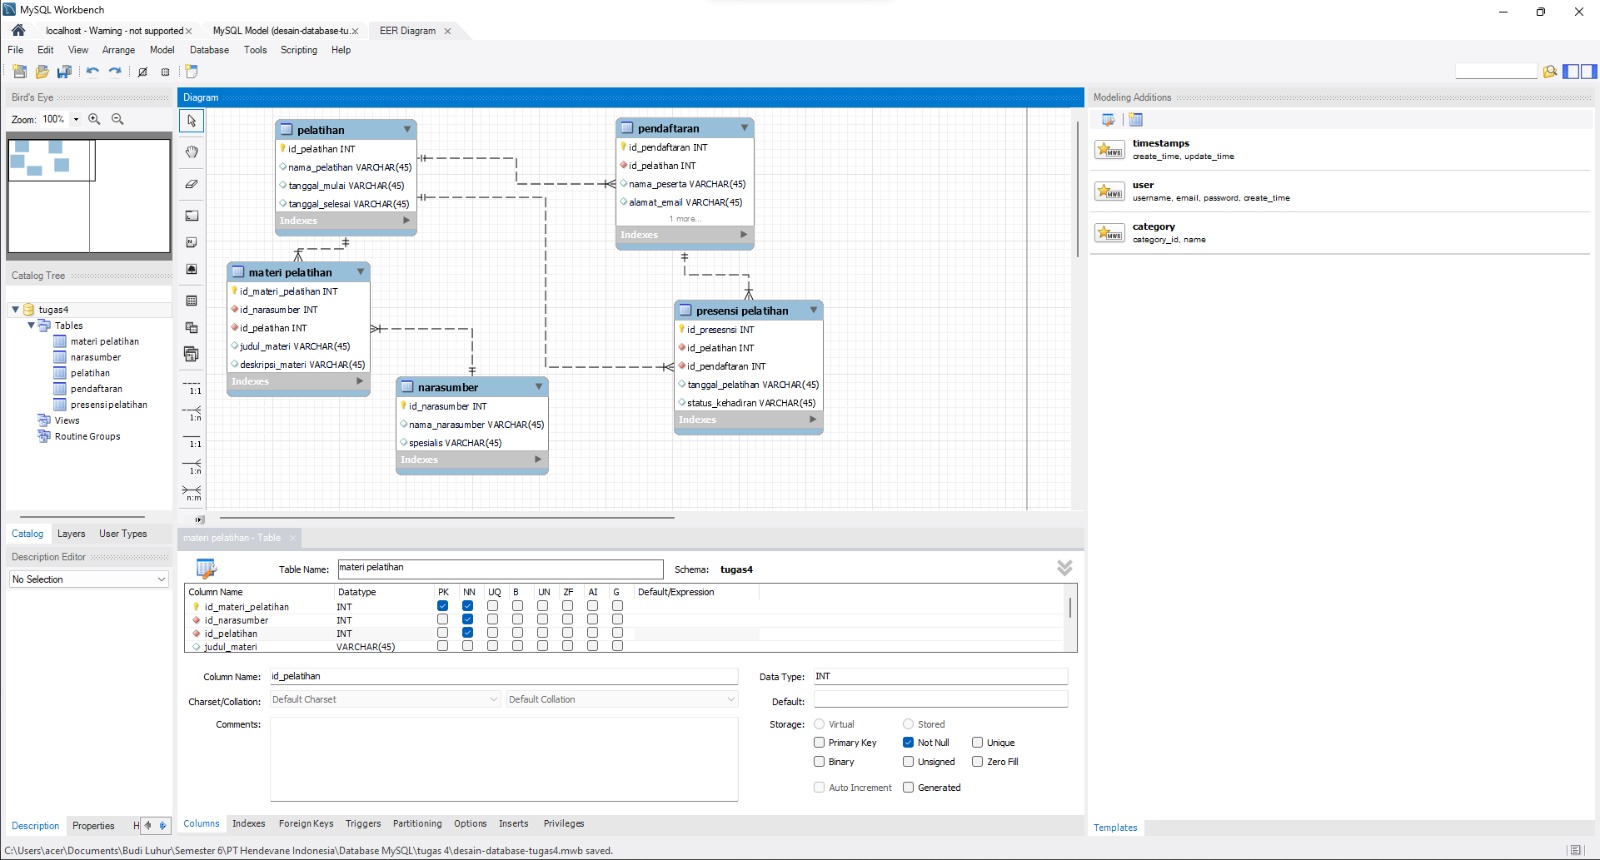 MySQL Workbench
localhost - Warning - not supported
MySQL Model (desain-database-tu...
EER Diagram
File Edit View Arrange Model Database Tools Scripting Help
Bird's Eye
Zoom: 100%
Catalog Tree
tugas4
Tables
materi pelatihan
narasumber
pelatihan
pendaftaran
presensi pelatihan
Views
Routine Groups
Catalog Layers User Types
Description Editor
No Selection
Description Properties H
Diagram
1:1
1:n
1:1
1:n
n:m
pelatihan
id_pelatihan INT
nama_pelatihan VARCHAR(45)
tanggal_mulai VARCHAR(45)
tanggal_selesai VARCHAR(45)
Indexes
pendaftaran
id_pendaftaran INT
id_pelatihan INT
nama_peserta VARCHAR(45)
alamat_email VARCHAR(45)
1 more...
Indexes
materi pelatihan
id_materi_pelatihan INT
id_narasumber INT
id_pelatihan INT
judul_materi VARCHAR(45)
deskripsi_materi VARCHAR(45)
Indexes
presensi pelatihan
id_presesnsi INT
id_pelatihan INT
id_pendaftaran INT
tanggal_pelatihan VARCHAR(45)
status_kehadiran VARCHAR(45)
Indexes
narasumber
id_narasumber INT
nama_narasumber VARCHAR(45)
spesialis VARCHAR(45)
Indexes
materi pelatihan - Table
Table Name: materi pelatihan Schema: tugas4
Column Name Datatype PK NN UQ B UN ZF AI G Default/Expression
id_materi_pelatihan INT
id_narasumber INT
id_pelatihan INT
judul_materi VARCHAR(45)
Column Name: id_pelatihan Data Type: INT
Charset/Collation: Default Charset Default Collation Default:
Comments: Storage: Virtual Stored
Primary Key Not Null Unique
Binary Unsigned Zero Fill
Auto Increment Generated
Columns Indexes Foreign Keys Triggers Partitioning Options Inserts Privileges
Modeling Additions
timestamps
create_time, update_time
user
username, email, password, create_time
category
category_id, name
Templates
C:\Users\acer\Documents\Budi Luhur\Semester 6\PT Hendevane Indonesia\Database MySQL\tugas 4\desain-database-tugas4.mwb saved.